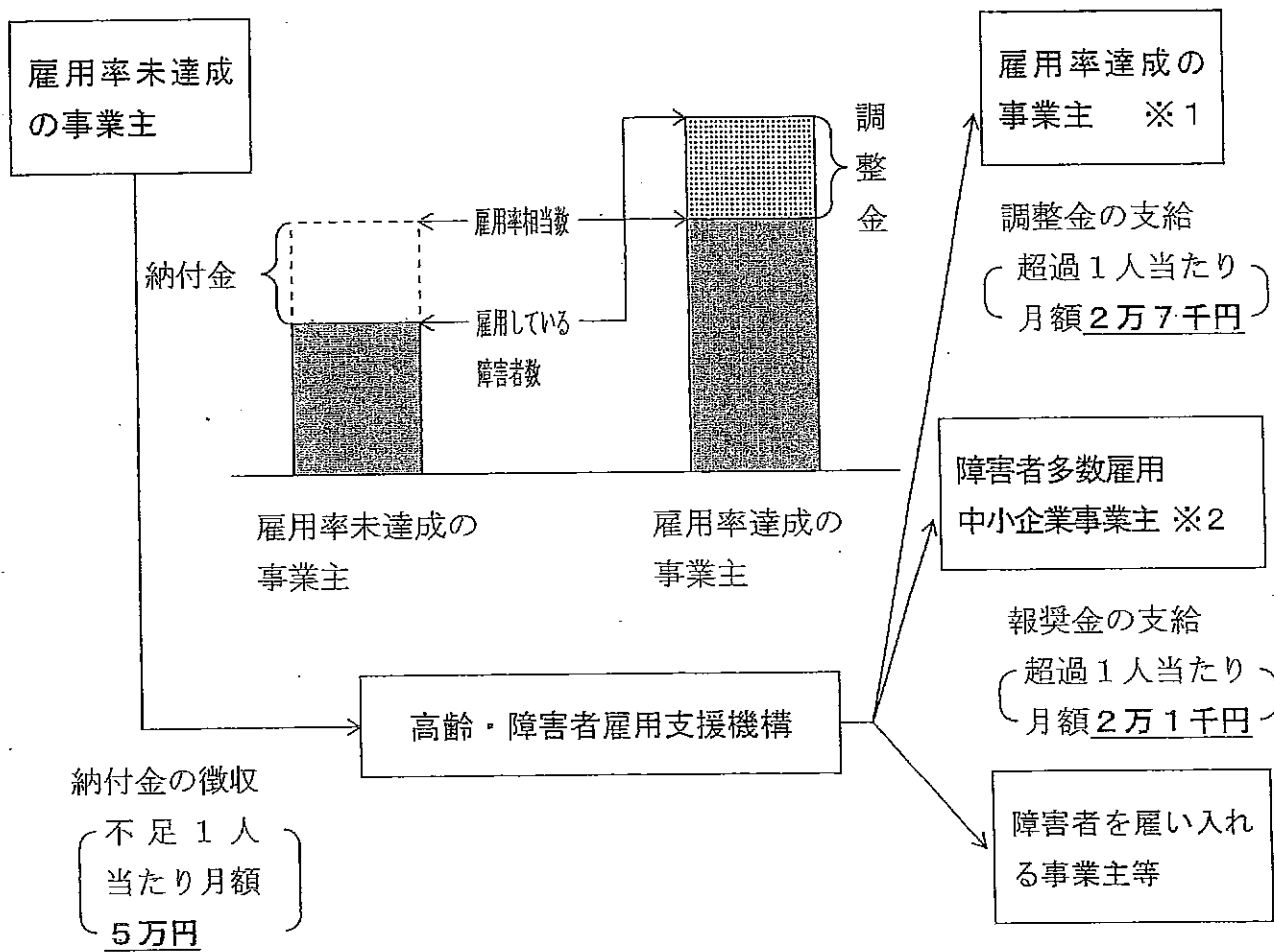 雇用率未達成
の事業主
雇用率達成の
事業主 ※1
調
整
金
雇用率相当数
納付金
雇用している
障害者数
調整金の支給
超過1人当たり
月額2万7千円
雇用率未達成の
事業主
雇用率達成の
事業主
障害者多数雇用
中小企業事業主 ※2
報奨金の支給
超過1人当たり
月額2万1千円
高齢・障害者雇用支援機構
納付金の徴収
不足1人
当たり月額
5万円
障害者を雇い入れ
る事業主等